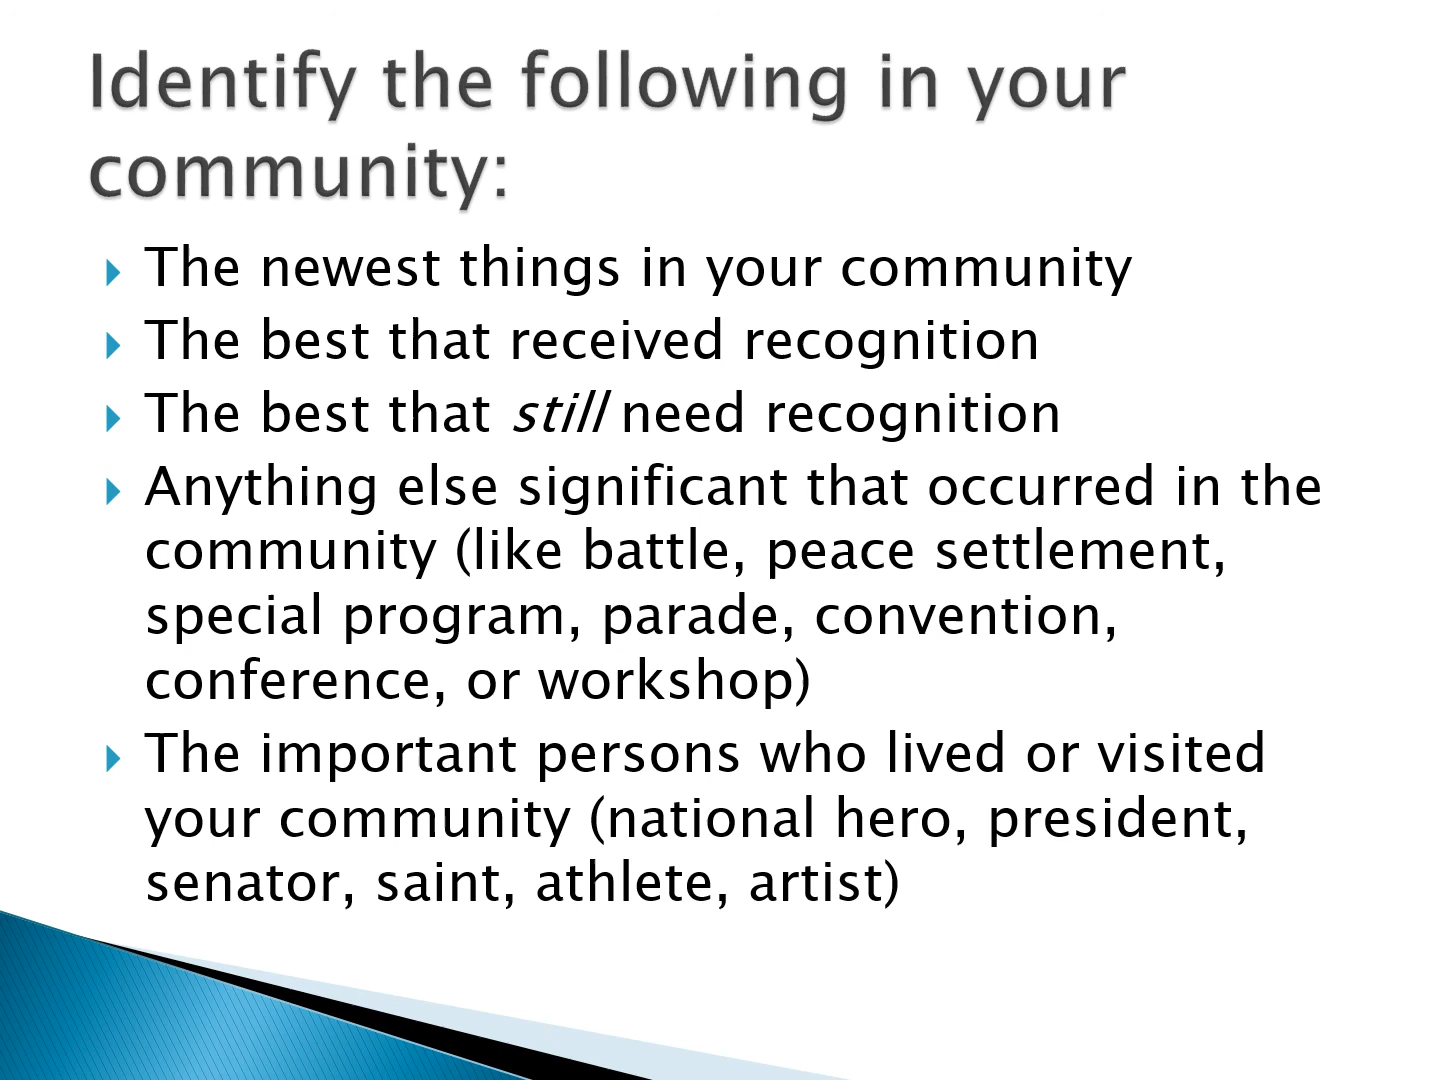 Identify the following in your
community:
The newest things in your community
The best that received recognition
The best that still need recognition
Anything else significant that occurred in the
community (like battle, peace settlement,
special program, parade, convention,
conference, or workshop)
The important persons who lived or visited
your community (national hero, president,
senator, saint, athlete, artist)